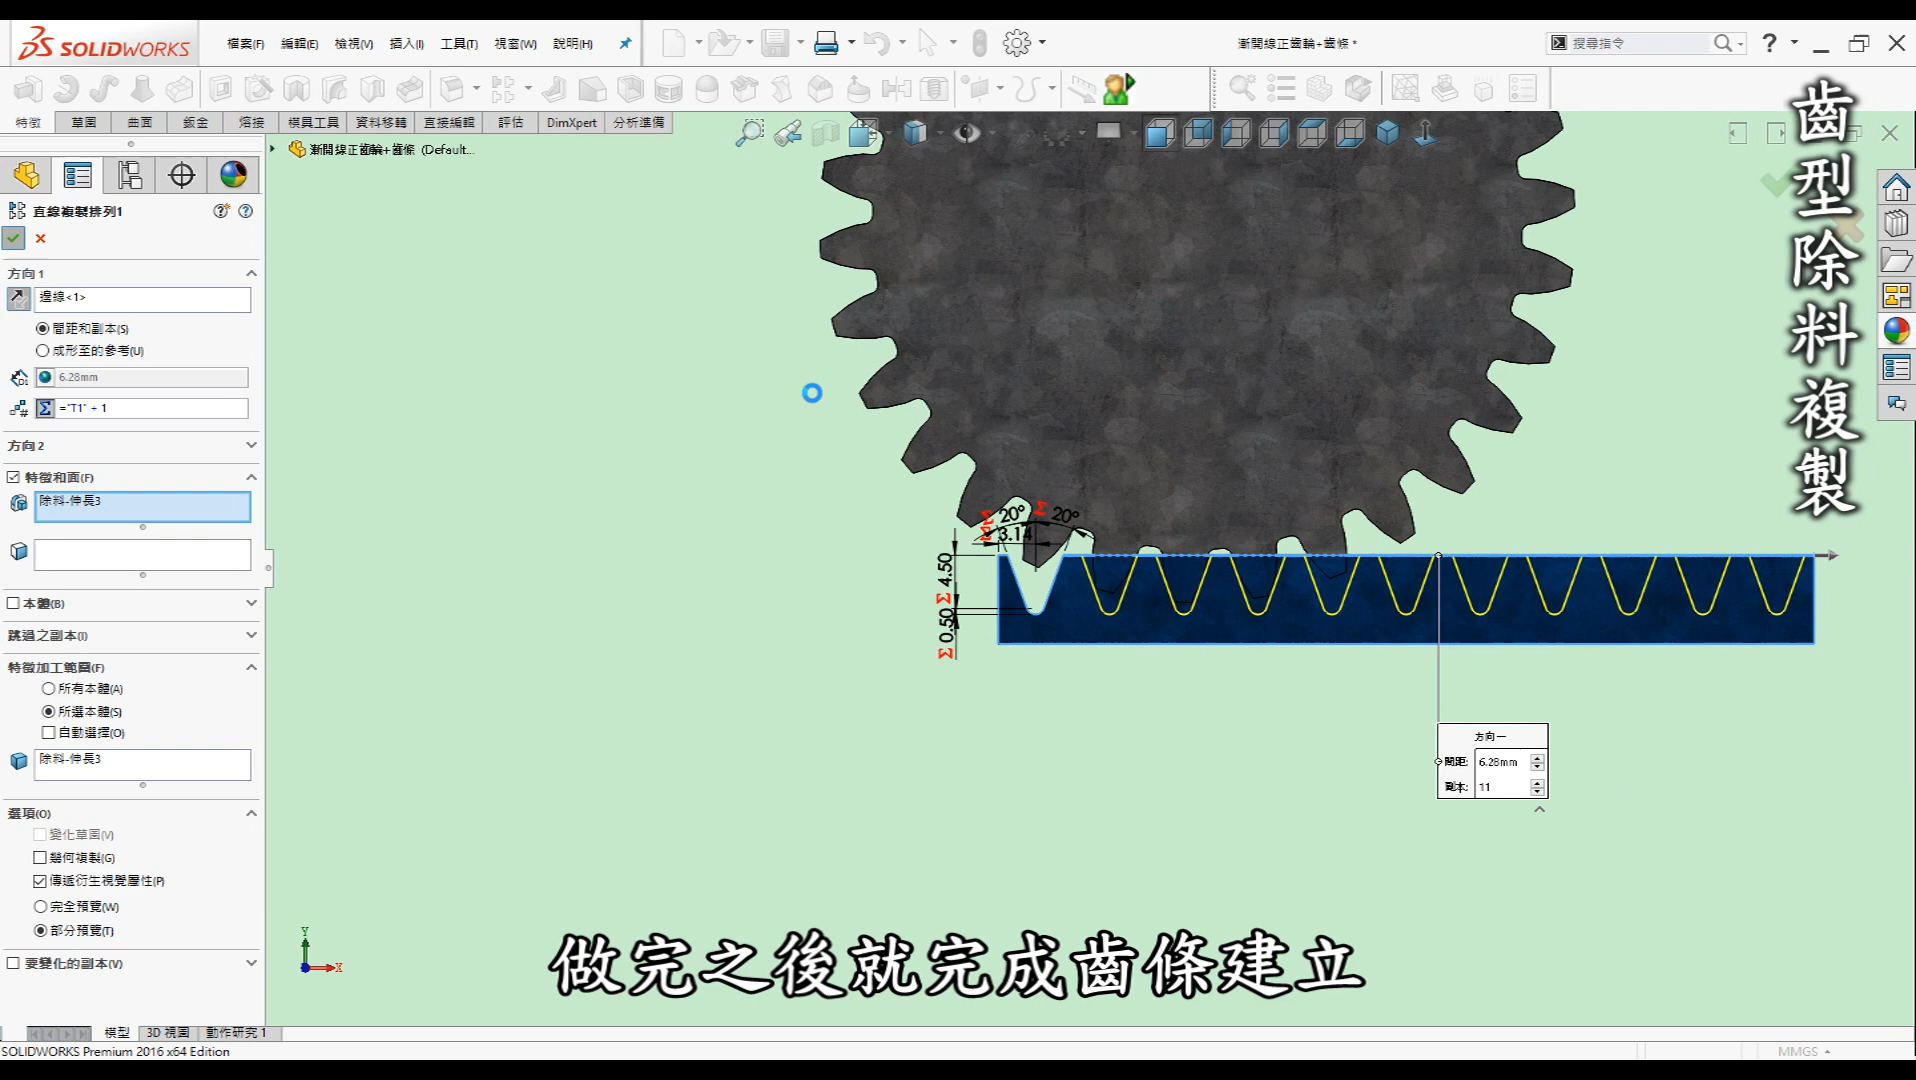 SOLIDWORKS
檔案(F) 編輯(E) 檢視(V) 插入(I) 工具(T) 視窗(W) 說明(H)
漸開線正齒輪+齒條 *
搜尋指令
特徵 草圖 曲面 鈑金 熔接 模具工具 資料移轉 直接編輯 評估 DimXpert 分析準備
漸開線正齒輪+齒條 (Default...
直線複製排列1
方向 1
邊線<1>
間距和副本(S)
成形至的參考(U)
6.28mm
="T1" + 1
方向 2
特徵和面(F)
除料-伸長3
本體(B)
跳過之副本(I)
特徵加工範圍(F)
所有本體(A)
所選本體(S)
自動選擇(O)
除料-伸長3
選項(O)
變化草圖(V)
幾何複製(G)
傳遞衍生視覺屬性(P)
完全預覽(W)
部分預覽(T)
要變化的副本(V)
20°
Σ 20°
3.14
Σ 4.50
Σ 0.50
方向一
間距: 6.28mm
副本: 11
齒型除料複製
Y
X
做完之後就完成齒條建立
模型 3D 視圖 動作研究 1
SOLIDWORKS Premium 2016 x64 Edition
MMGS